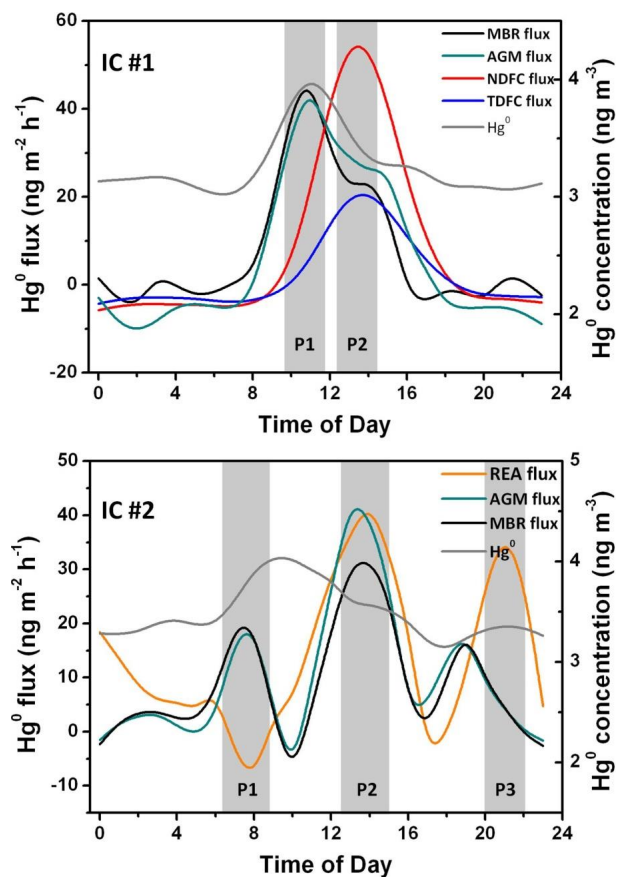 IC #1
MBR flux
AGM flux
NDFC flux
TDFC flux
Hg⁰
60
40
20
0
-20
4
3
2
P1
P2
0 4 8 12 16 20 24
Hg⁰ flux (ng m⁻² h⁻¹)
Hg⁰ concentration (ng m⁻³)
Time of Day
IC #2
REA flux
AGM flux
MBR flux
Hg⁰
50
40
30
20
10
0
-10
5
4
3
2
P1
P2
P3
0 4 8 12 16 20 24
Hg⁰ flux (ng m⁻² h⁻¹)
Hg⁰ concentration (ng m⁻³)
Time of Day